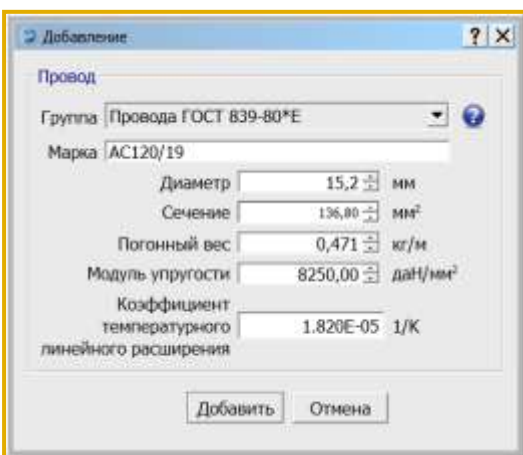 Добавление
Провод
Группа Провода ГОСТ 839-80*E
Марка АС120/19
Диаметр 15,2 мм
Сечение 136,80 мм²
Погонный вес 0,471 кг/м
Модуль упругости 8250,00 даН/мм²
Коэффициент
температурного 1.820E-05 1/К
линейного расширения
Добавить Отмена